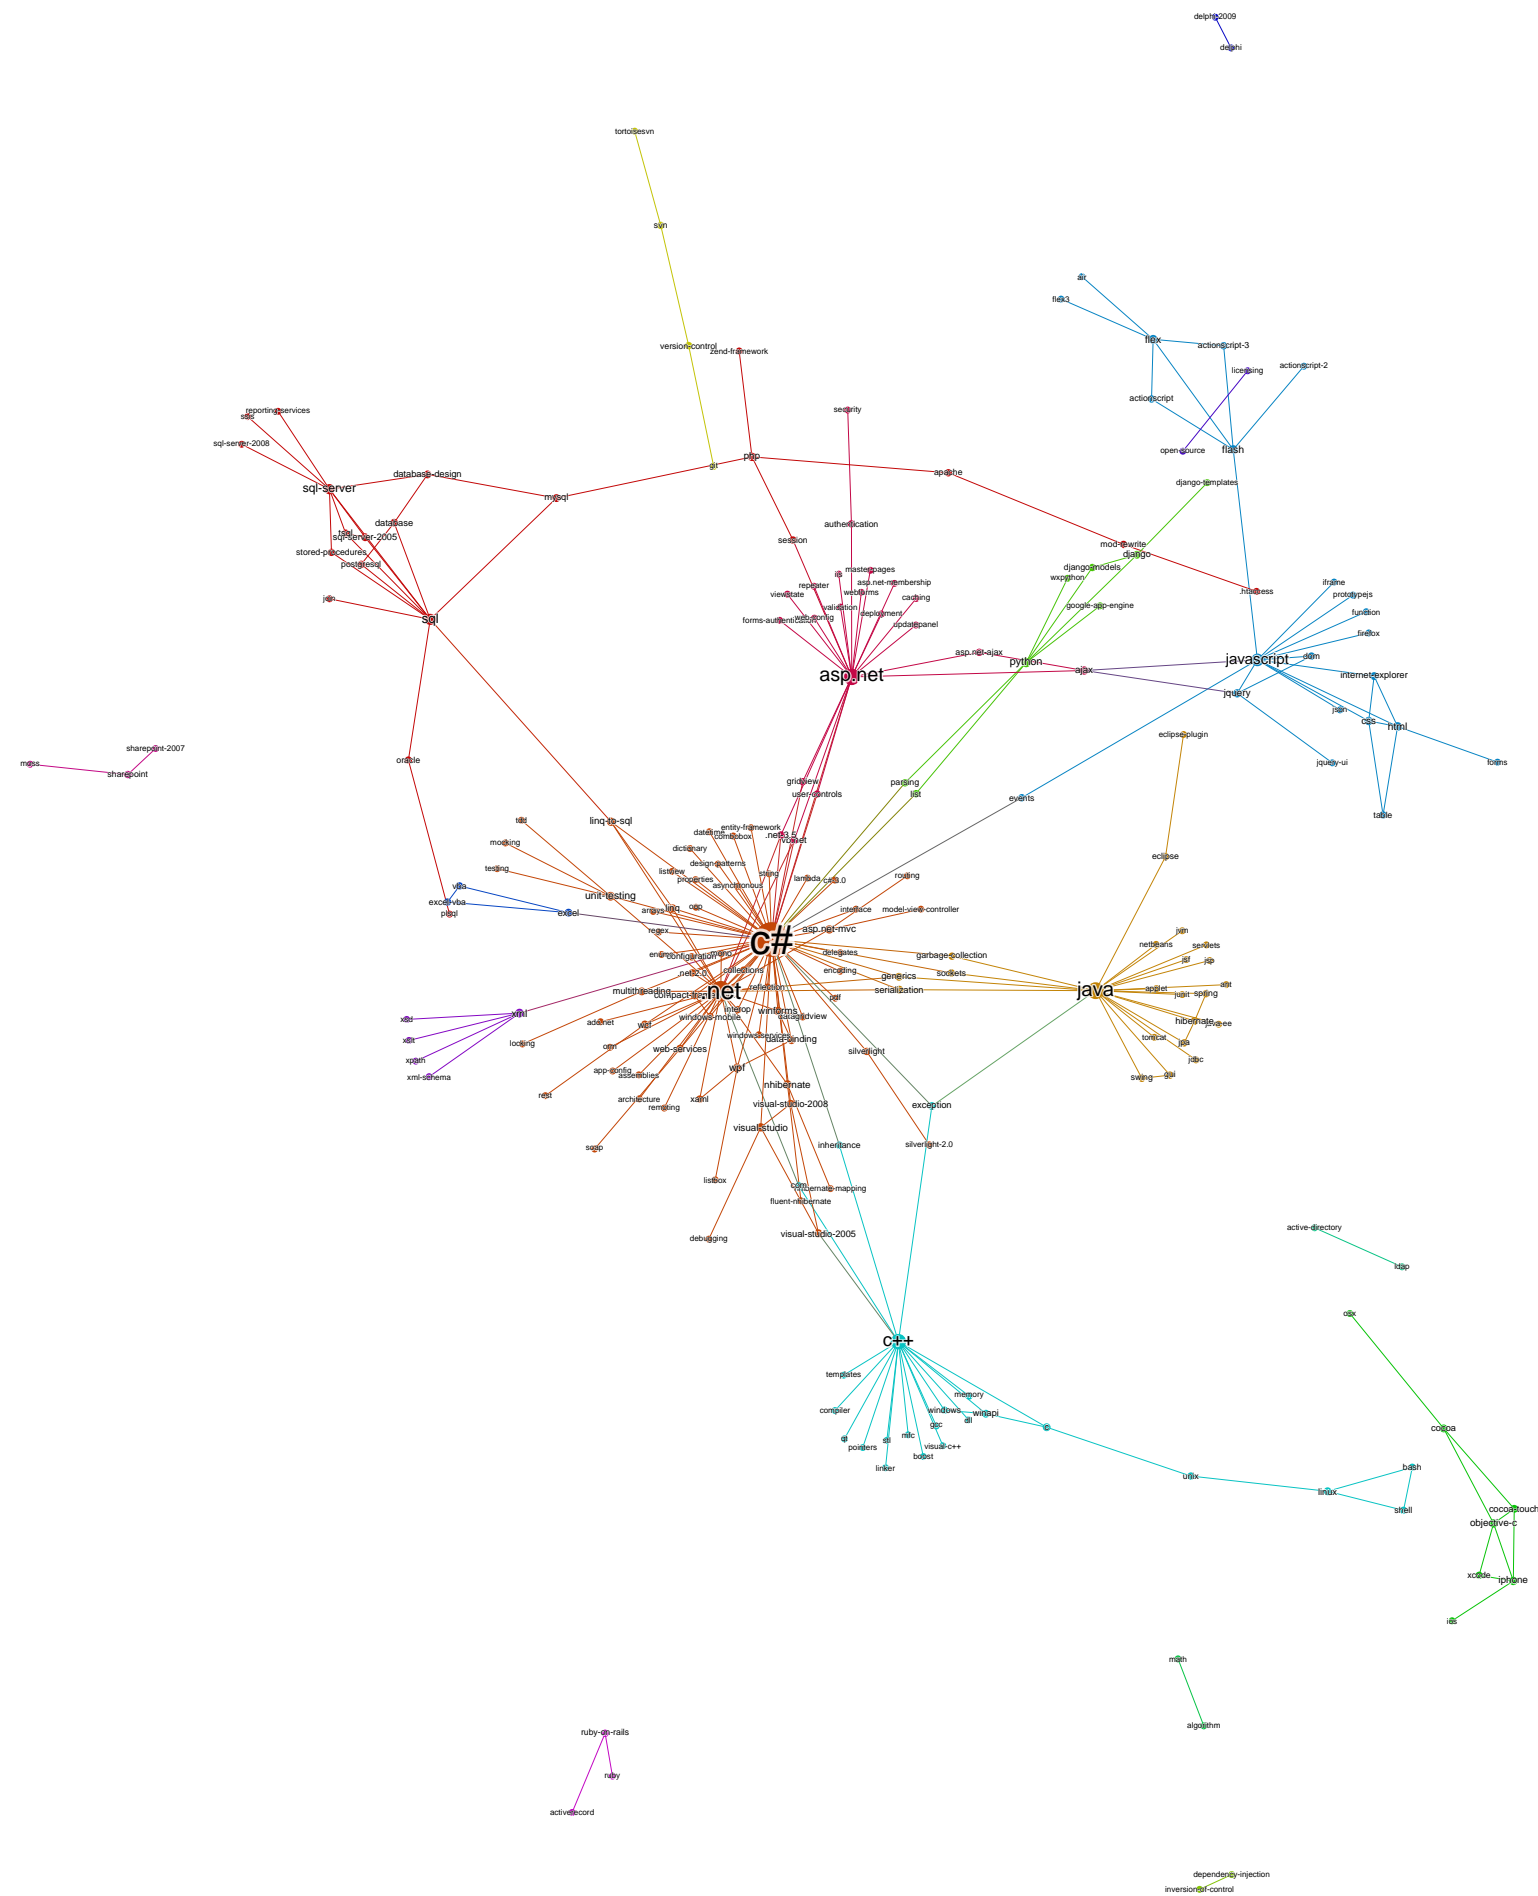 delphi-2009
delphi
tortoisesvn
svn
air
flex3
version-control
zend-framework
flex
actionscript-3
licensing
actionscript-2
actionscript
reporting-services
security
sql-server-2008
flash
open-source
php
git
database-design
apache
sql-server
mysql
django-templates
database
authentication
tsql
sql-server-2005
session
mod-rewrite
django
stored-procedures
postgresql
iis
masterpages
django-models
wxpython
asp.net-membership
repeater
webforms
viewstate
iframe
.htaccess
prototypejs
join
caching
validation
google-app-engine
function
deployment
web-config
forms-authentication
sql
updatepanel
firefox
asp.net-ajax
dom
python
javascript
ajax
asp.net
internet-explorer
jquery
json
css
html
eclipse-plugin
sharepoint-2007
oracle
moss
sharepoint
jquery-ui
forms
gridview
parsing
user-controls
list
events
table
tdd
linq-to-sql
entity-framework
datetime
combobox
.net-3.5
vb.net
mocking
dictionary
eclipse
design-patterns
testing
listview
properties
string
lambda
c#-3.0
routing
vba
asynchronous
unit-testing
excel-vba
plsql
excel
arrays
linq
oop
interface
model-view-controller
regex
asp.net-mvc
jvm
c#
netbeans
servlets
enums
configuration
mono
delegates
garbage-collection
jsf
jsp
.net-2.0
collections
encoding
generics
sockets
multithreading
reflection
serialization
java
applet
ant
.net
junit
spring
pdf
xml
interop
winforms
xsd
windows-mobile
datagridview
hibernate
java-ee
ado.net
wcf
xslt
locking
windows-services
data-binding
tomcat
jpa
orm
web-services
silverlight
xpath
jdbc
app-config
wpf
xml-schema
assemblies
swing
gui
nhibernate
rest
architecture
xaml
remoting
visual-studio-2008
exception
visual-studio
soap
inheritance
silverlight-2.0
listbox
com
fluent-nhibernate
debugging
visual-studio-2005
active-directory
ldap
osx
c++
templates
memory
compiler
windows
winapi
dll
gcc
c
cocoa
qt
pointers
stl
mfc
visual-c++
boost
linker
bash
unix
linux
shell
cocoa-touch
objective-c
xcode
iphone
ios
math
algorithm
ruby-on-rails
ruby
activerecord
dependency-injection
inversion-of-control